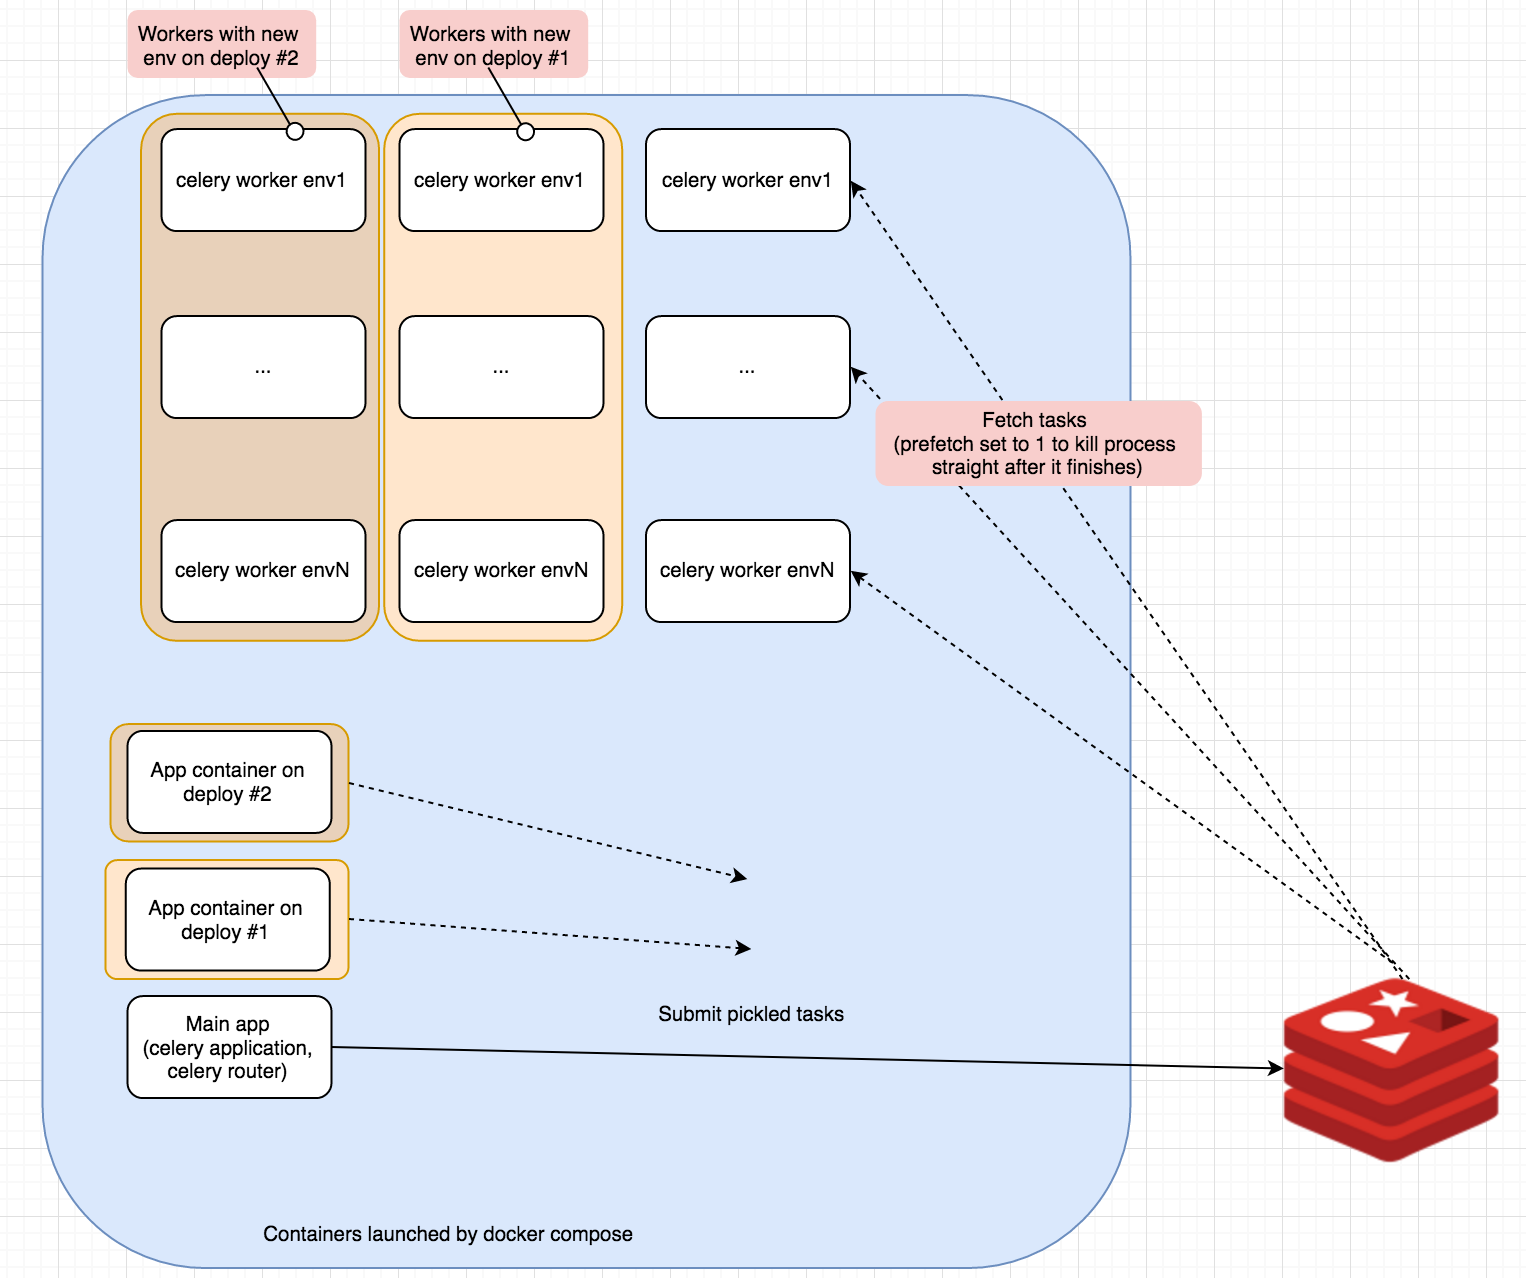 Workers with new
env on deploy #2
Workers with new
env on deploy #1
celery worker env1
celery worker env1
celery worker env1
...
...
...
Fetch tasks
(prefetch set to 1 to kill process
straight after it finishes)
celery worker envN
celery worker envN
celery worker envN
App container on
deploy #2
App container on
deploy #1
Main app
(celery application,
celery router)
Submit pickled tasks
Containers launched by docker compose